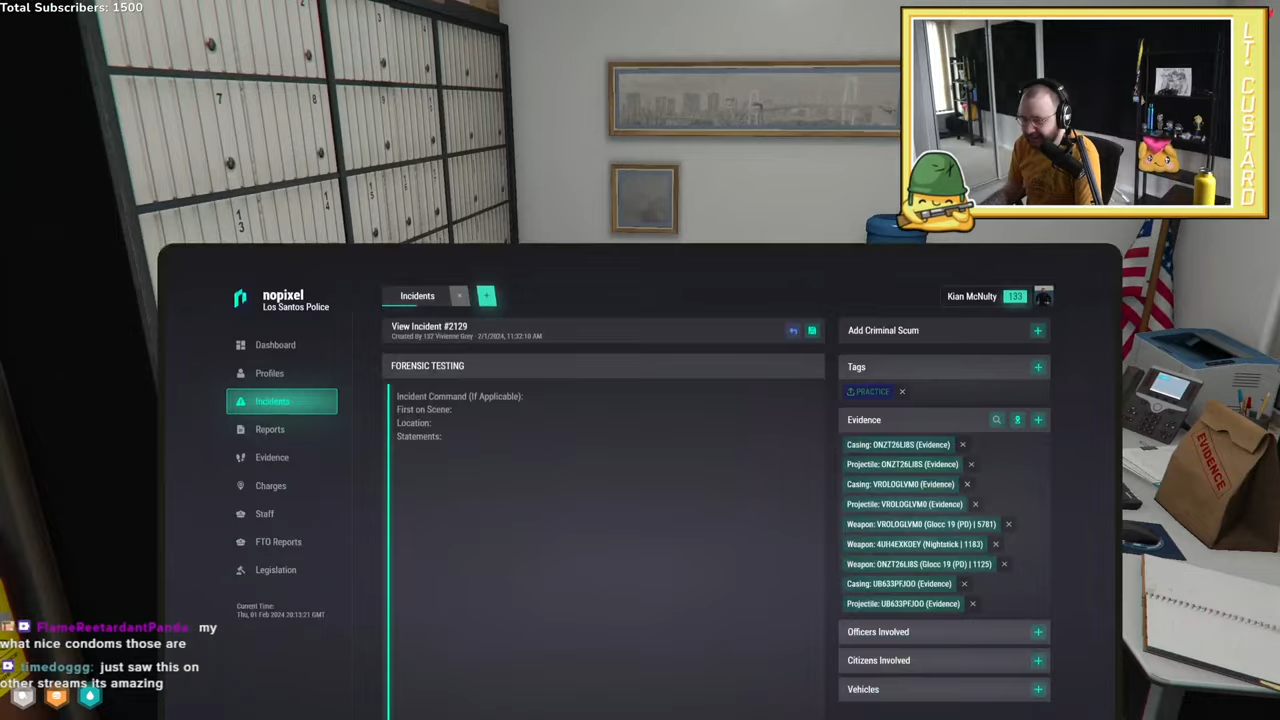 Total Subscribers: 1500
7
8
LT. CUSTARD
nopixel
Los Santos Police
Incidents
×
+
Kian McNulty 133
Dashboard
Profiles
Incidents
Reports
Evidence
Charges
Staff
FTO Reports
Legislation
Current Time:
Thu, 01 Feb 2024 20:13:21 GMT
View Incident #2129
Created by 132 Vivienne Grey - 2/1/2024, 11:32:10 AM
FORENSIC TESTING
Incident Command (If Applicable):
First on Scene:
Location:
Statements:
Add Criminal Scum +
Tags +
PRACTICE ×
Evidence +
Casing: ONZT26LI8S (Evidence) ×
Projectile: ONZT26LI8S (Evidence) ×
Casing: VROLOGLVM0 (Evidence) ×
Projectile: VROLOGLVM0 (Evidence) ×
Weapon: VROLOGLVM0 (Glocc 19 (PD) | 5781) ×
Weapon: 4UH4EXK0EY (Nightstick | 1183) ×
Weapon: ONZT26LI8S (Glocc 19 (PD) | 1125) ×
Casing: UB633PFJOO (Evidence) ×
Projectile: UB633PFJOO (Evidence) ×
Officers Involved +
Citizens Involved +
Vehicles +
EVIDENCE
FlameReetardantPanda: my
what nice condoms those are
timedoggg: just saw this on
other streams its amazing